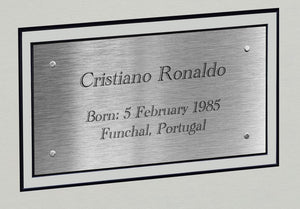 Cristiano Ronaldo
Born: 5 February 1985
Funchal, Portugal